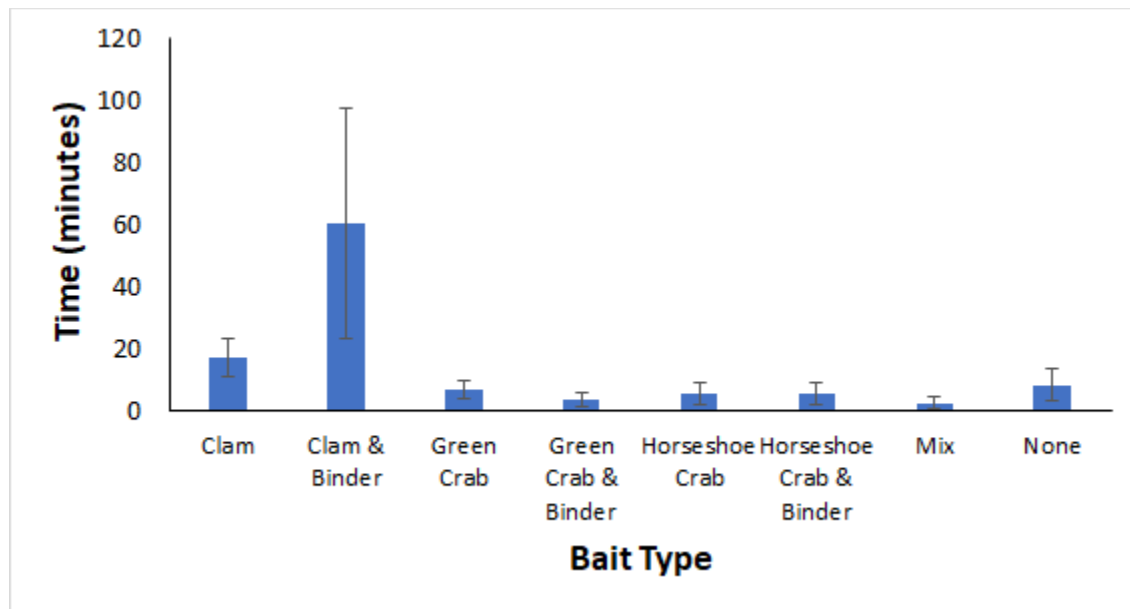 120
100
80
60
40
20
0
Time (minutes)
Clam
Clam &
Binder
Green
Crab
Green
Crab &
Binder
Horseshoe
Crab
Horseshoe
Crab &
Binder
Mix
None
Bait Type